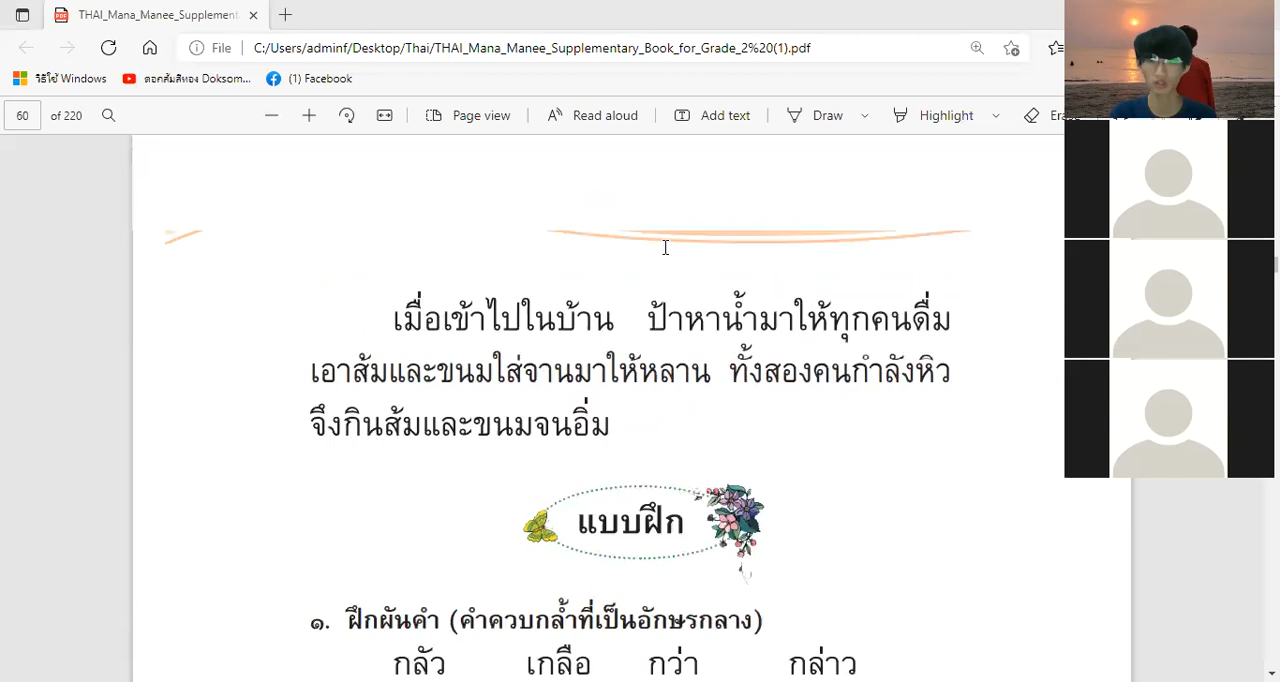 THAI_Mana_Manee_Supplement
File
C:/Users/adminf/Desktop/Thai/THAI_Mana_Manee_Supplementary_Book_for_Grade_2%20(1).pdf
วิธีใช้ Windows
ดอกส้มสีทอง Doksom...
(1) Facebook
60 of 220
Page view
Read aloud
Add text
Draw
Highlight
เมื่อเข้าไปในบ้าน ป้าหาน้ำมาให้ทุกคนดื่ม
เอาส้มและขนมใส่จานมาให้หลาน ทั้งสองคนกำลังหิว
จึงกินส้มและขนมจนอิ่ม
แบบฝึก
๑. ฝึกผันคำ (คำควบกล้ำที่เป็นอักษรกลาง)
กลัว เกลือ กว่า กล่าว